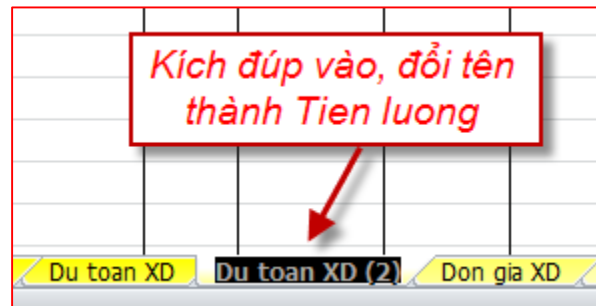 Kích đúp vào, đổi tên
thành Tien luong
Du toan XD Du toan XD (2) Don gia XD